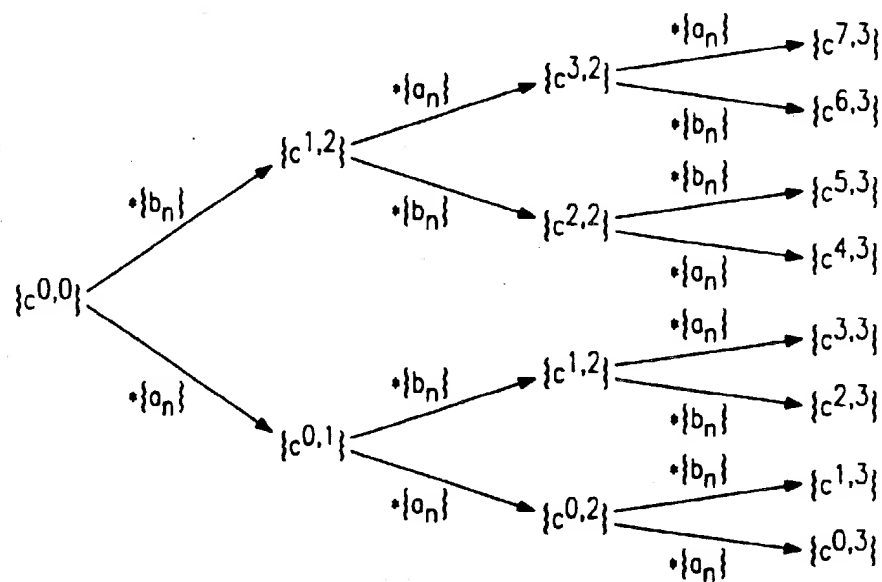 *{a_n}
{c^{7,3}}
{c^{3,2}}
*{a_n}
{c^{6,3}}
*{b_n}
{c^{1,2}}
*{b_n}
*{b_n}
{c^{5,3}}
*{b_n}
{c^{2,2}}
{c^{4,3}}
*{a_n}
{c^{0,0}}
*{a_n}
{c^{3,3}}
*{a_n}
*{b_n}
{c^{1,2}}
{c^{2,3}}
*{b_n}
{c^{0,1}}
*{b_n}
{c^{1,3}}
*{a_n}
{c^{0,2}}
{c^{0,3}}
*{a_n}